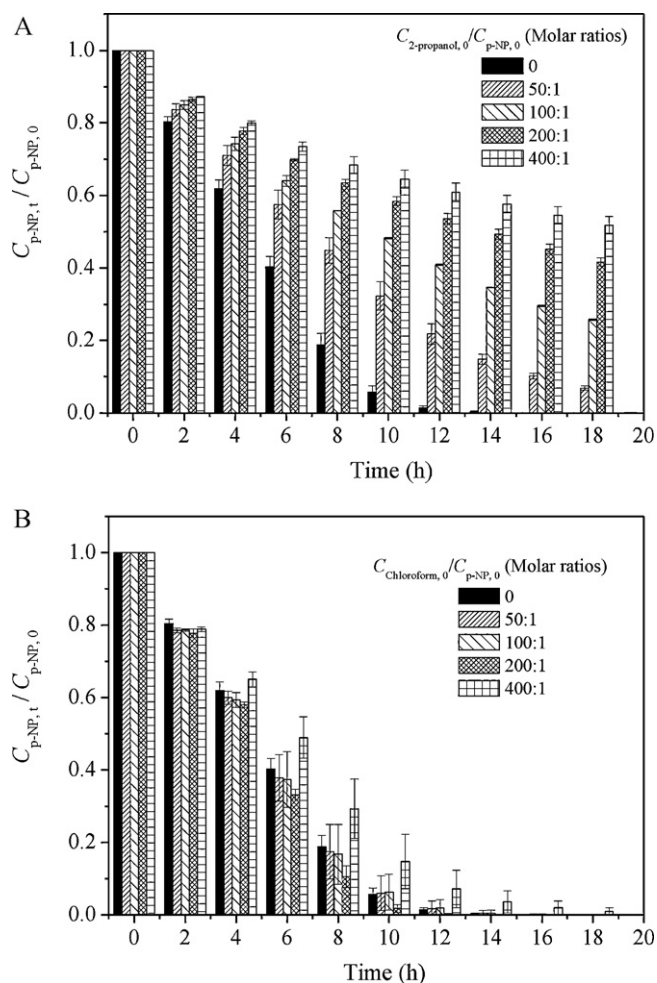 A
C2-propanol, 0/Cp-NP, 0 (Molar ratios)
0
50:1
100:1
200:1
400:1
Cp-NP, t / Cp-NP, 0
1.0
0.8
0.6
0.4
0.2
0.0
0 2 4 6 8 10 12 14 16 18 20
Time (h)
B
CChloroform, 0/Cp-NP, 0 (Molar ratios)
0
50:1
100:1
200:1
400:1
Cp-NP, t / Cp-NP, 0
1.0
0.8
0.6
0.4
0.2
0.0
0 2 4 6 8 10 12 14 16 18 20
Time (h)